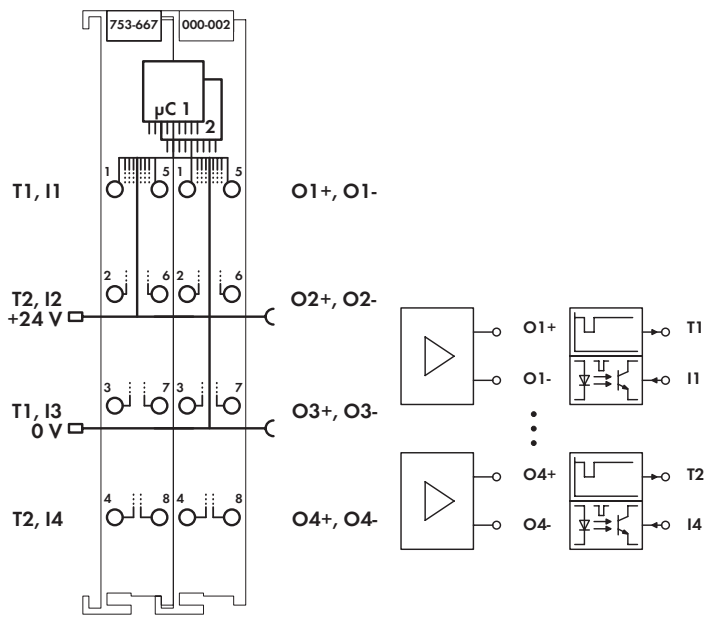 753-667 000-002
µC 1
2
1 5 1 5
T1, I1 O1+, O1-
2 6 2 6
T2, I2 O2+, O2-
+24 V
3 7 3 7
T1, I3 O3+, O3-
0 V
4 8 4 8
T2, I4 O4+, O4-
O1+ T1
O1- I1
O4+ T2
O4- I4